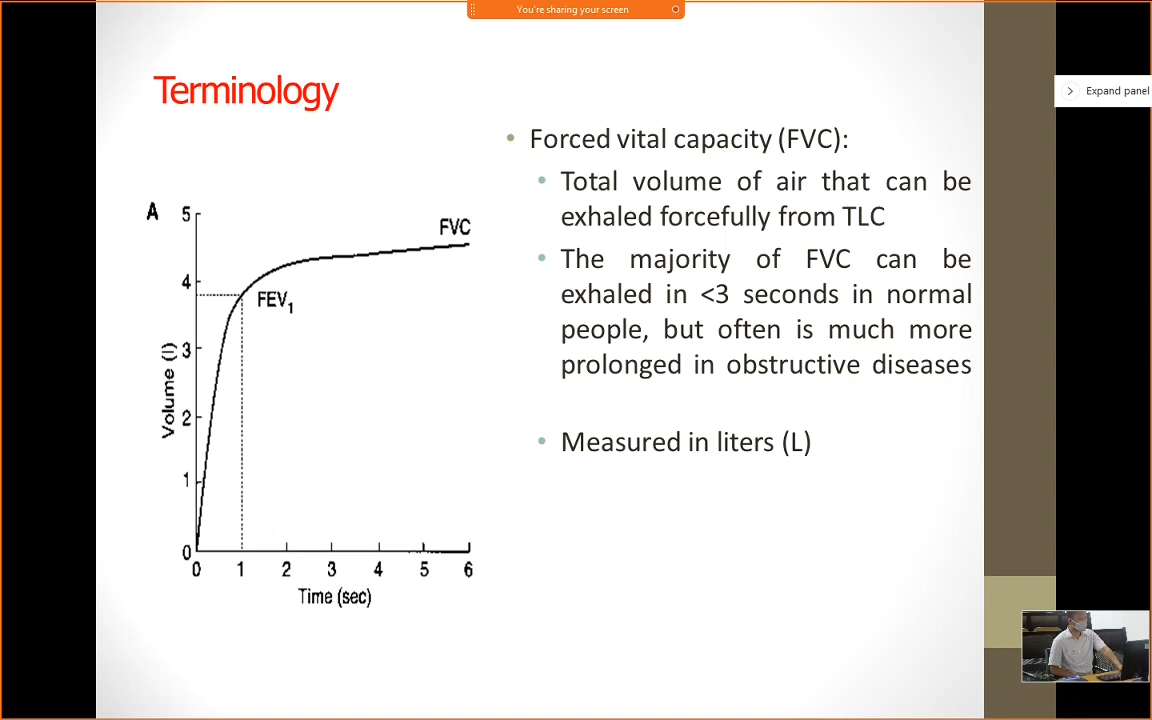 You're sharing your screen
Expand panel
Terminology
• Forced vital capacity (FVC):
• Total volume of air that can be
exhaled forcefully from TLC
• The majority of FVC can be
exhaled in <3 seconds in normal
people, but often is much more
prolonged in obstructive diseases
• Measured in liters (L)
A
5
4
3
2
1
0
Volume (l)
FVC
FEV1
0 1 2 3 4 5 6
Time (sec)